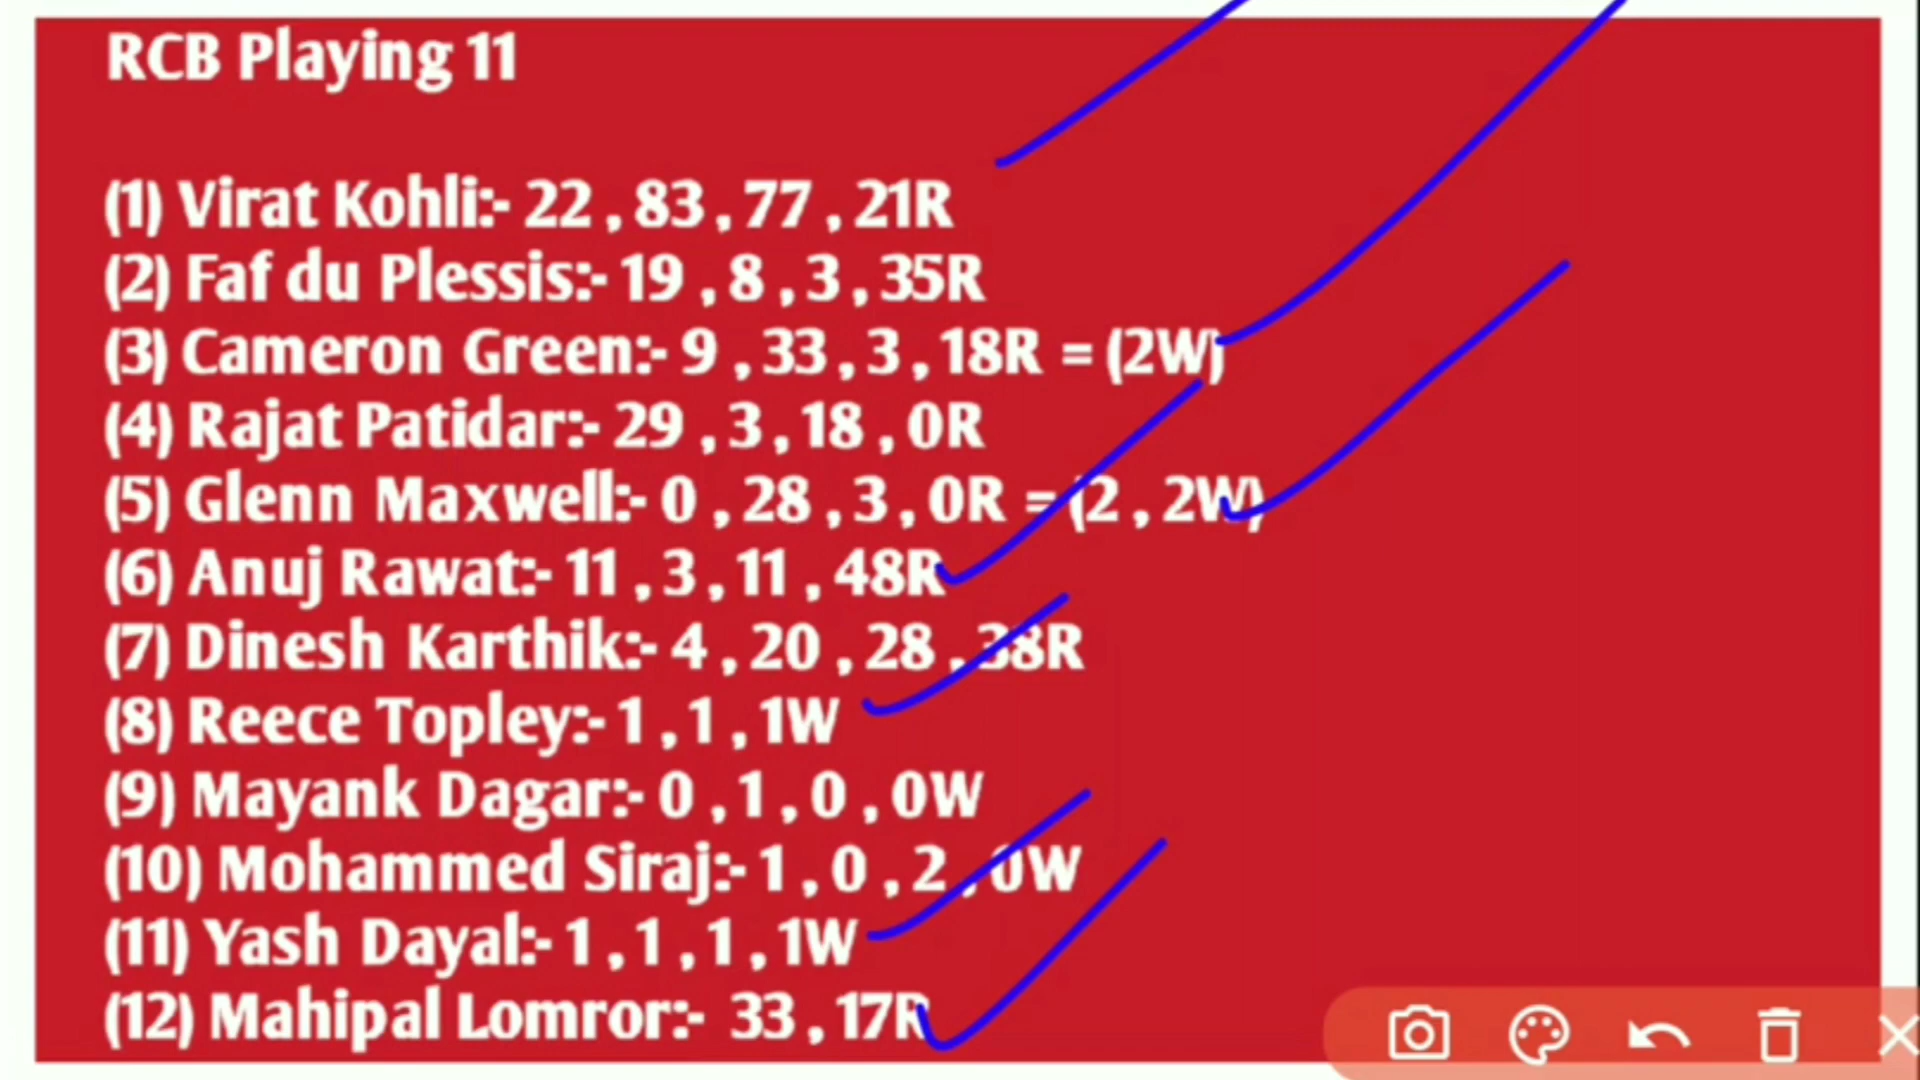 RCB Playing 11
(1) Virat Kohli:- 22 , 83 , 77 , 21R
(2) Faf du Plessis:- 19 , 8 , 3 , 35R
(3) Cameron Green:- 9 , 33 , 3 , 18R = (2W)
(4) Rajat Patidar:- 29 , 3 , 18 , 0R
(5) Glenn Maxwell:- 0 , 28 , 3 , 0R = (2 , 2W)
(6) Anuj Rawat:- 11 , 3 , 11 , 48R
(7) Dinesh Karthik:- 4 , 20 , 28 , 38R
(8) Reece Topley:- 1 , 1 , 1W
(9) Mayank Dagar:- 0 , 1 , 0 , 0W
(10) Mohammed Siraj:- 1 , 0 , 2 , 0W
(11) Yash Dayal:- 1 , 1 , 1 , 1W
(12) Mahipal Lomror:- 33 , 17R